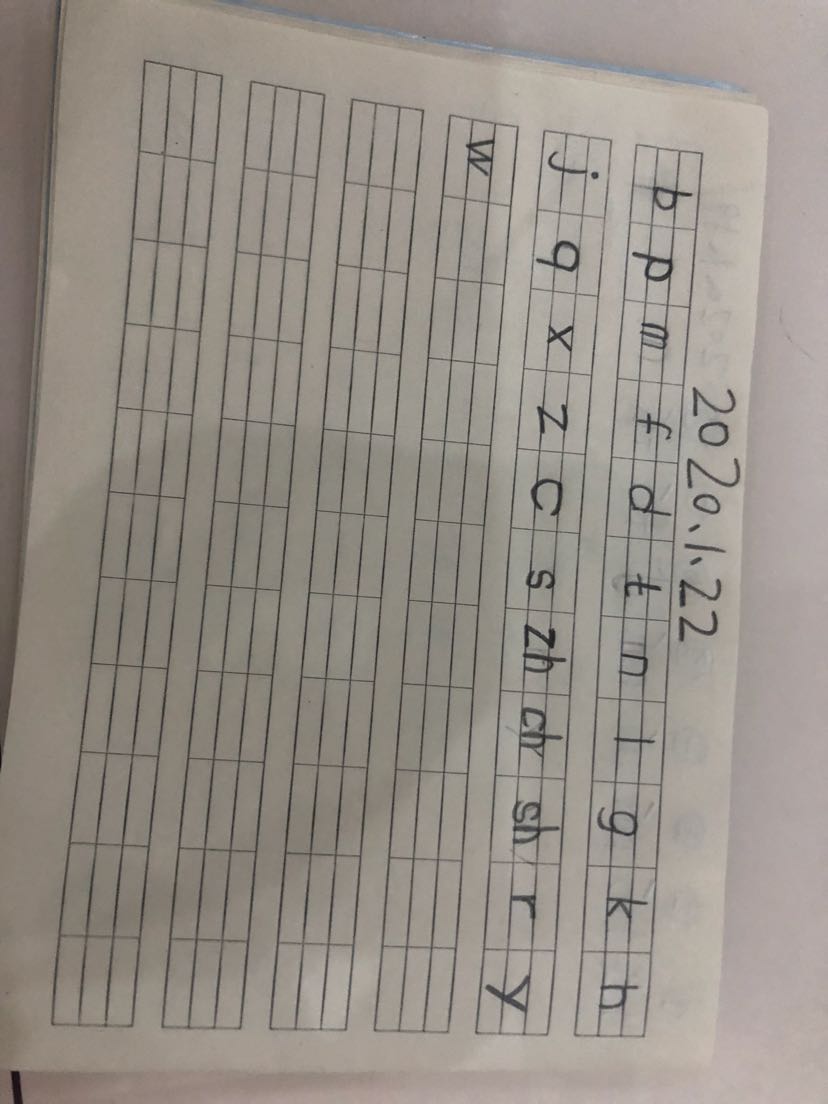 2020.1.22
b p m f d t n l g k h
j q x z c s zh ch sh r y
w